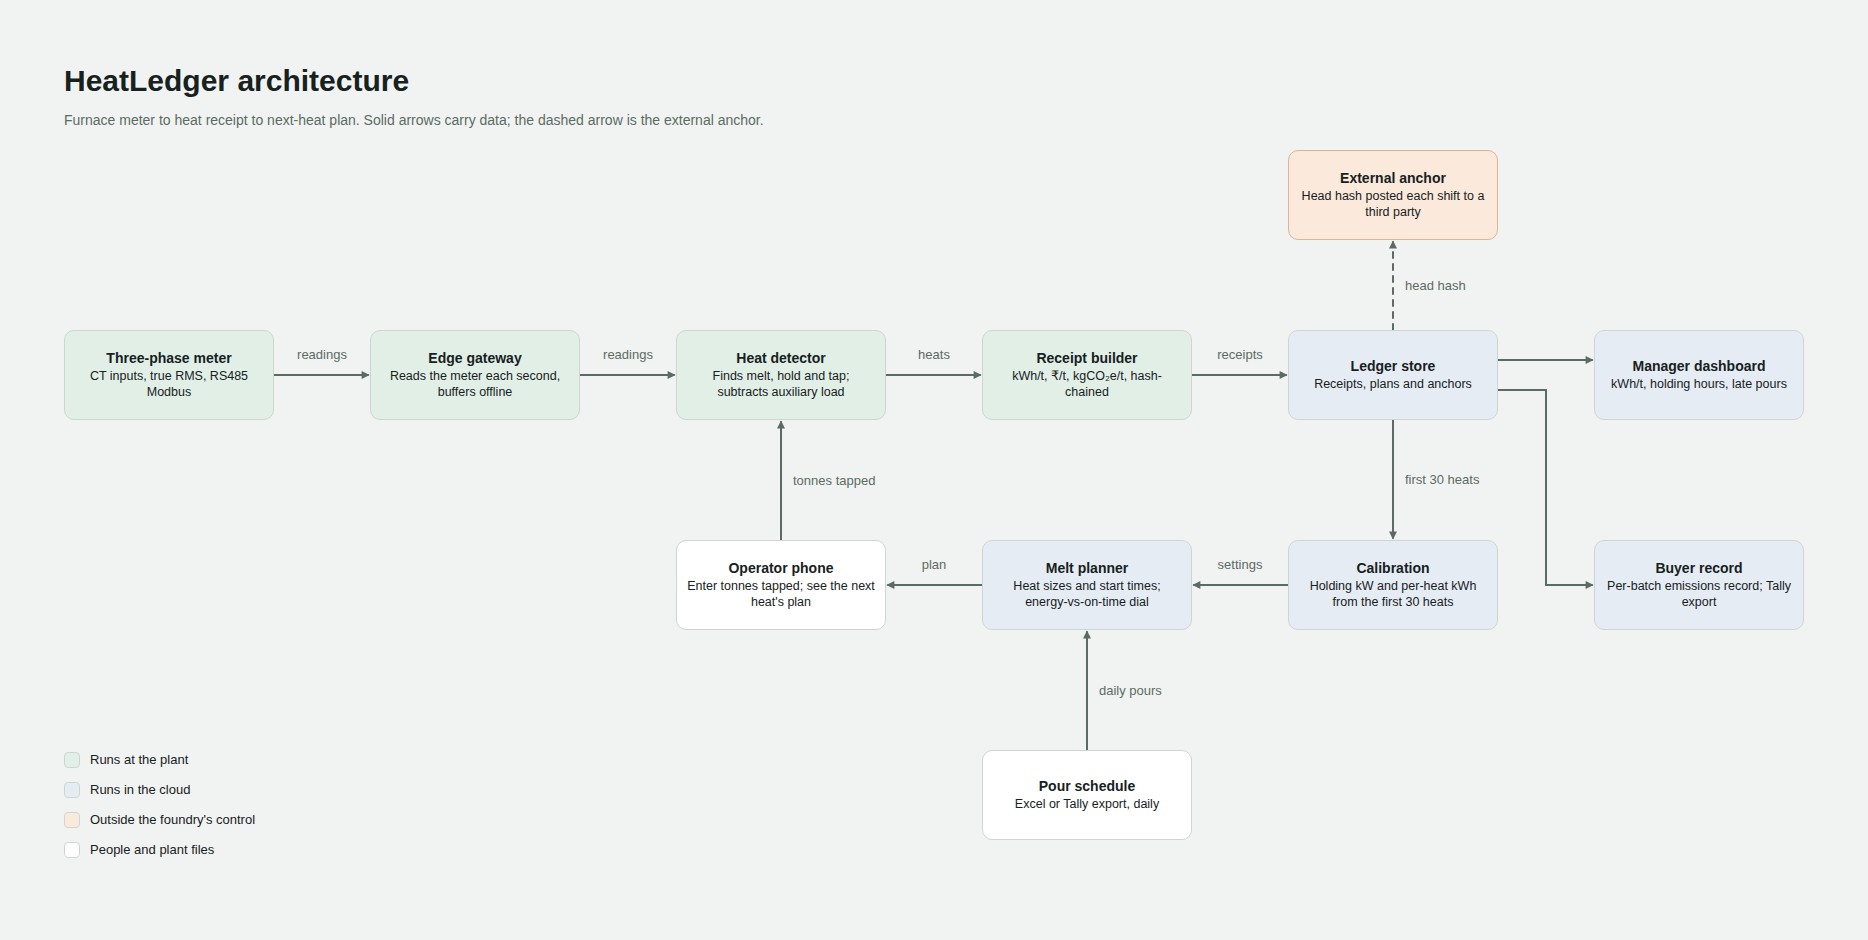 HeatLedger architecture
Furnace meter to heat receipt to next-heat plan. Solid arrows carry data; the dashed arrow is the external anchor.
External anchor
Head hash posted each shift to a
third party
head hash
Three-phase meter
CT inputs, true RMS, RS485
Modbus
readings
Edge gateway
Reads the meter each second,
buffers offline
readings
Heat detector
Finds melt, hold and tap;
subtracts auxiliary load
heats
Receipt builder
kWh/t, ₹/t, kgCO₂e/t, hash-
chained
receipts
Ledger store
Receipts, plans and anchors
Manager dashboard
kWh/t, holding hours, late pours
tonnes tapped
first 30 heats
Operator phone
Enter tonnes tapped; see the next
heat's plan
plan
Melt planner
Heat sizes and start times;
energy-vs-on-time dial
settings
Calibration
Holding kW and per-heat kWh
from the first 30 heats
Buyer record
Per-batch emissions record; Tally
export
daily pours
Pour schedule
Excel or Tally export, daily
Runs at the plant
Runs in the cloud
Outside the foundry's control
People and plant files